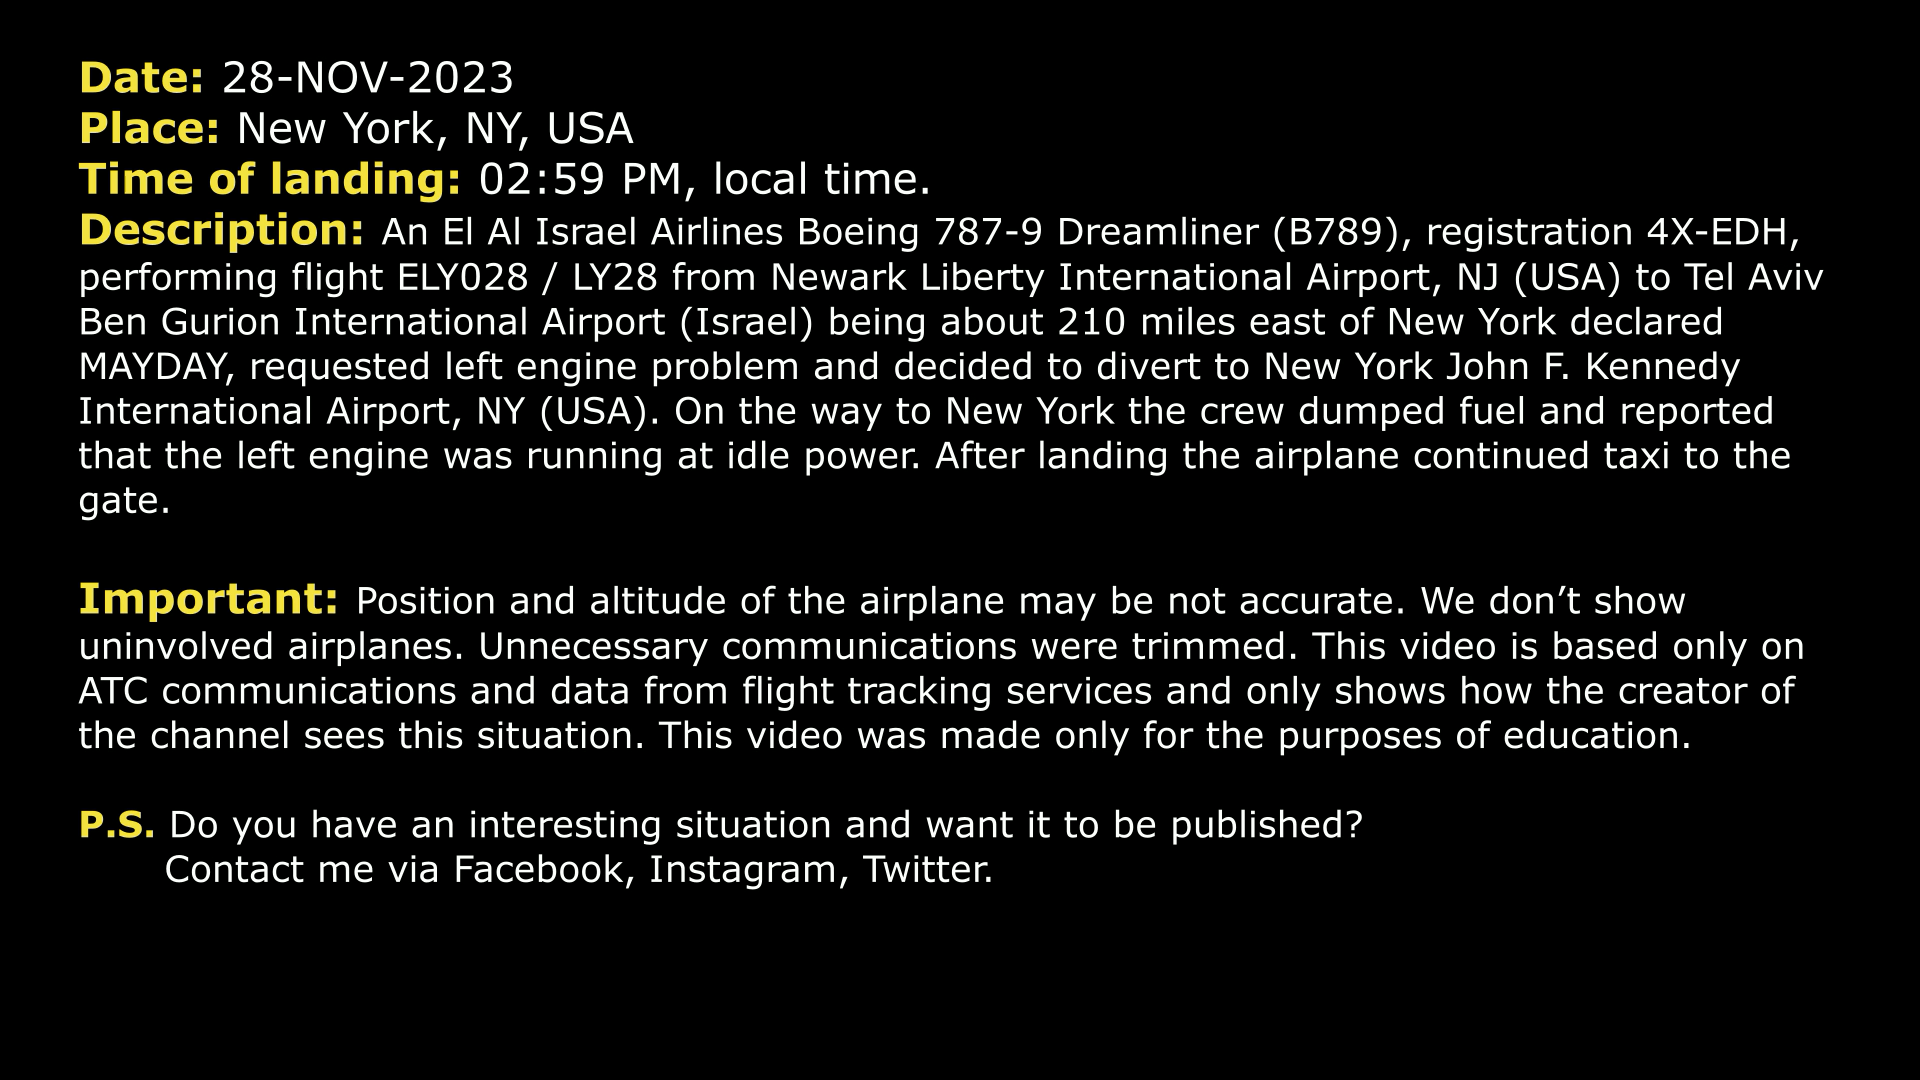 Date: 28-NOV-2023
Place: New York, NY, USA
Time of landing: 02:59 PM, local time.
Description: An El Al Israel Airlines Boeing 787-9 Dreamliner (B789), registration 4X-EDH,
performing flight ELY028 / LY28 from Newark Liberty International Airport, NJ (USA) to Tel Aviv
Ben Gurion International Airport (Israel) being about 210 miles east of New York declared
MAYDAY, requested left engine problem and decided to divert to New York John F. Kennedy
International Airport, NY (USA). On the way to New York the crew dumped fuel and reported
that the left engine was running at idle power. After landing the airplane continued taxi to the
gate.
Important: Position and altitude of the airplane may be not accurate. We don’t show
uninvolved airplanes. Unnecessary communications were trimmed. This video is based only on
ATC communications and data from flight tracking services and only shows how the creator of
the channel sees this situation. This video was made only for the purposes of education.
P.S. Do you have an interesting situation and want it to be published?
Contact me via Facebook, Instagram, Twitter.